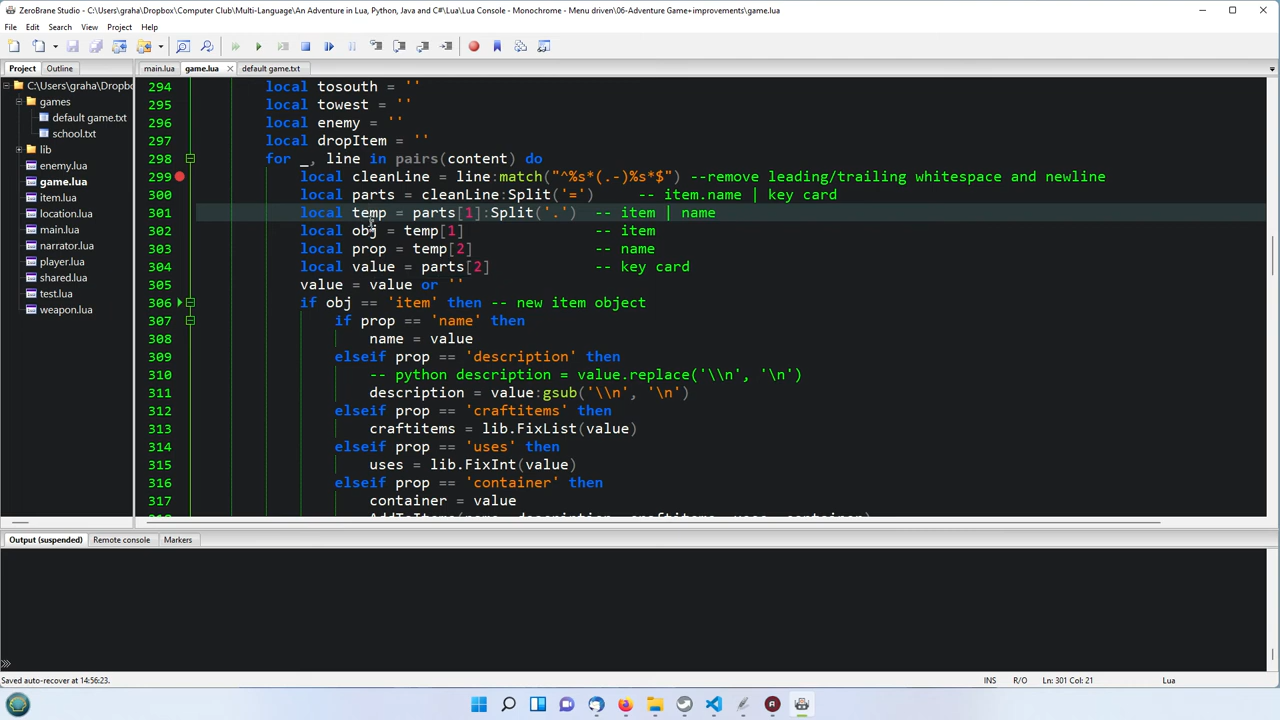 ZeroBrane Studio - C:\Users\graha\Dropbox\Computer Club\Multi-Language\An Adventure in Lua, Python, Java and C#\Lua\Lua Console - Monochrome - Menu driven\06-Adventure Game+improvements\game.lua
File Edit Search View Project Help
Project Outline
main.lua game.lua default game.txt
C:\Users\graha\Dropbo
games
default game.txt
school.txt
lib
enemy.lua
game.lua
item.lua
location.lua
main.lua
narrator.lua
player.lua
shared.lua
test.lua
weapon.lua
294 local tosouth = ''
295 local towest = ''
296 local enemy = ''
297 local dropItem = ''
298 for _, line in pairs(content) do
299 local cleanLine = line:match("^%s*(.-)%s*$") --remove leading/trailing whitespace and newline
300 local parts = cleanLine:Split('=') -- item.name | key card
301 local temp = parts[1]:Split('.') -- item | name
302 local obj = temp[1] -- item
303 local prop = temp[2] -- name
304 local value = parts[2] -- key card
305 value = value or ''
306 if obj == 'item' then -- new item object
307 if prop == 'name' then
308 name = value
309 elseif prop == 'description' then
310 -- python description = value.replace('\\n', '\n')
311 description = value:gsub('\\n', '\n')
312 elseif prop == 'craftitems' then
313 craftitems = lib.FixList(value)
314 elseif prop == 'uses' then
315 uses = lib.FixInt(value)
316 elseif prop == 'container' then
317 container = value
Output (suspended) Remote console Markers
Saved auto-recover at 14:56:23. INS R/O Ln: 301 Col: 21 Lua